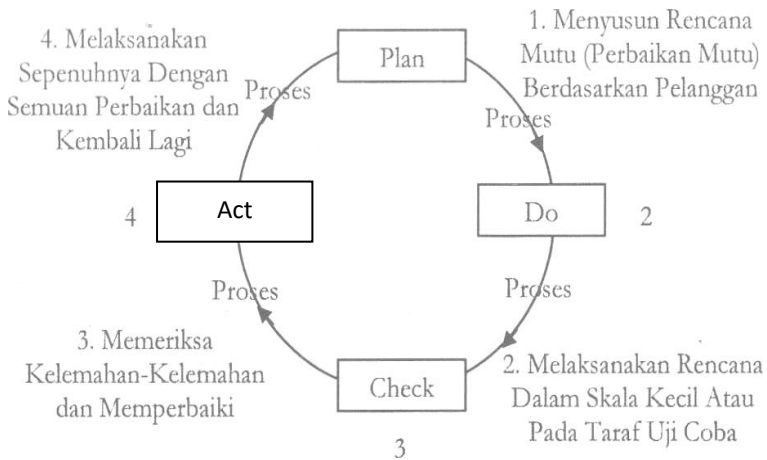 1. Menyusun Rencana
Mutu (Perbaikan Mutu)
Berdasarkan Pelanggan
Plan
4. Melaksanakan
Sepenuhnya Dengan
Semuan Perbaikan dan
Kembali Lagi
Proses
Proses
4
Act
Do
2
Proses
Proses
3. Memeriksa
Kelemahan-Kelemahan
dan Memperbaiki
Check
2. Melaksanakan Rencana
Dalam Skala Kecil Atau
Pada Taraf Uji Coba
3